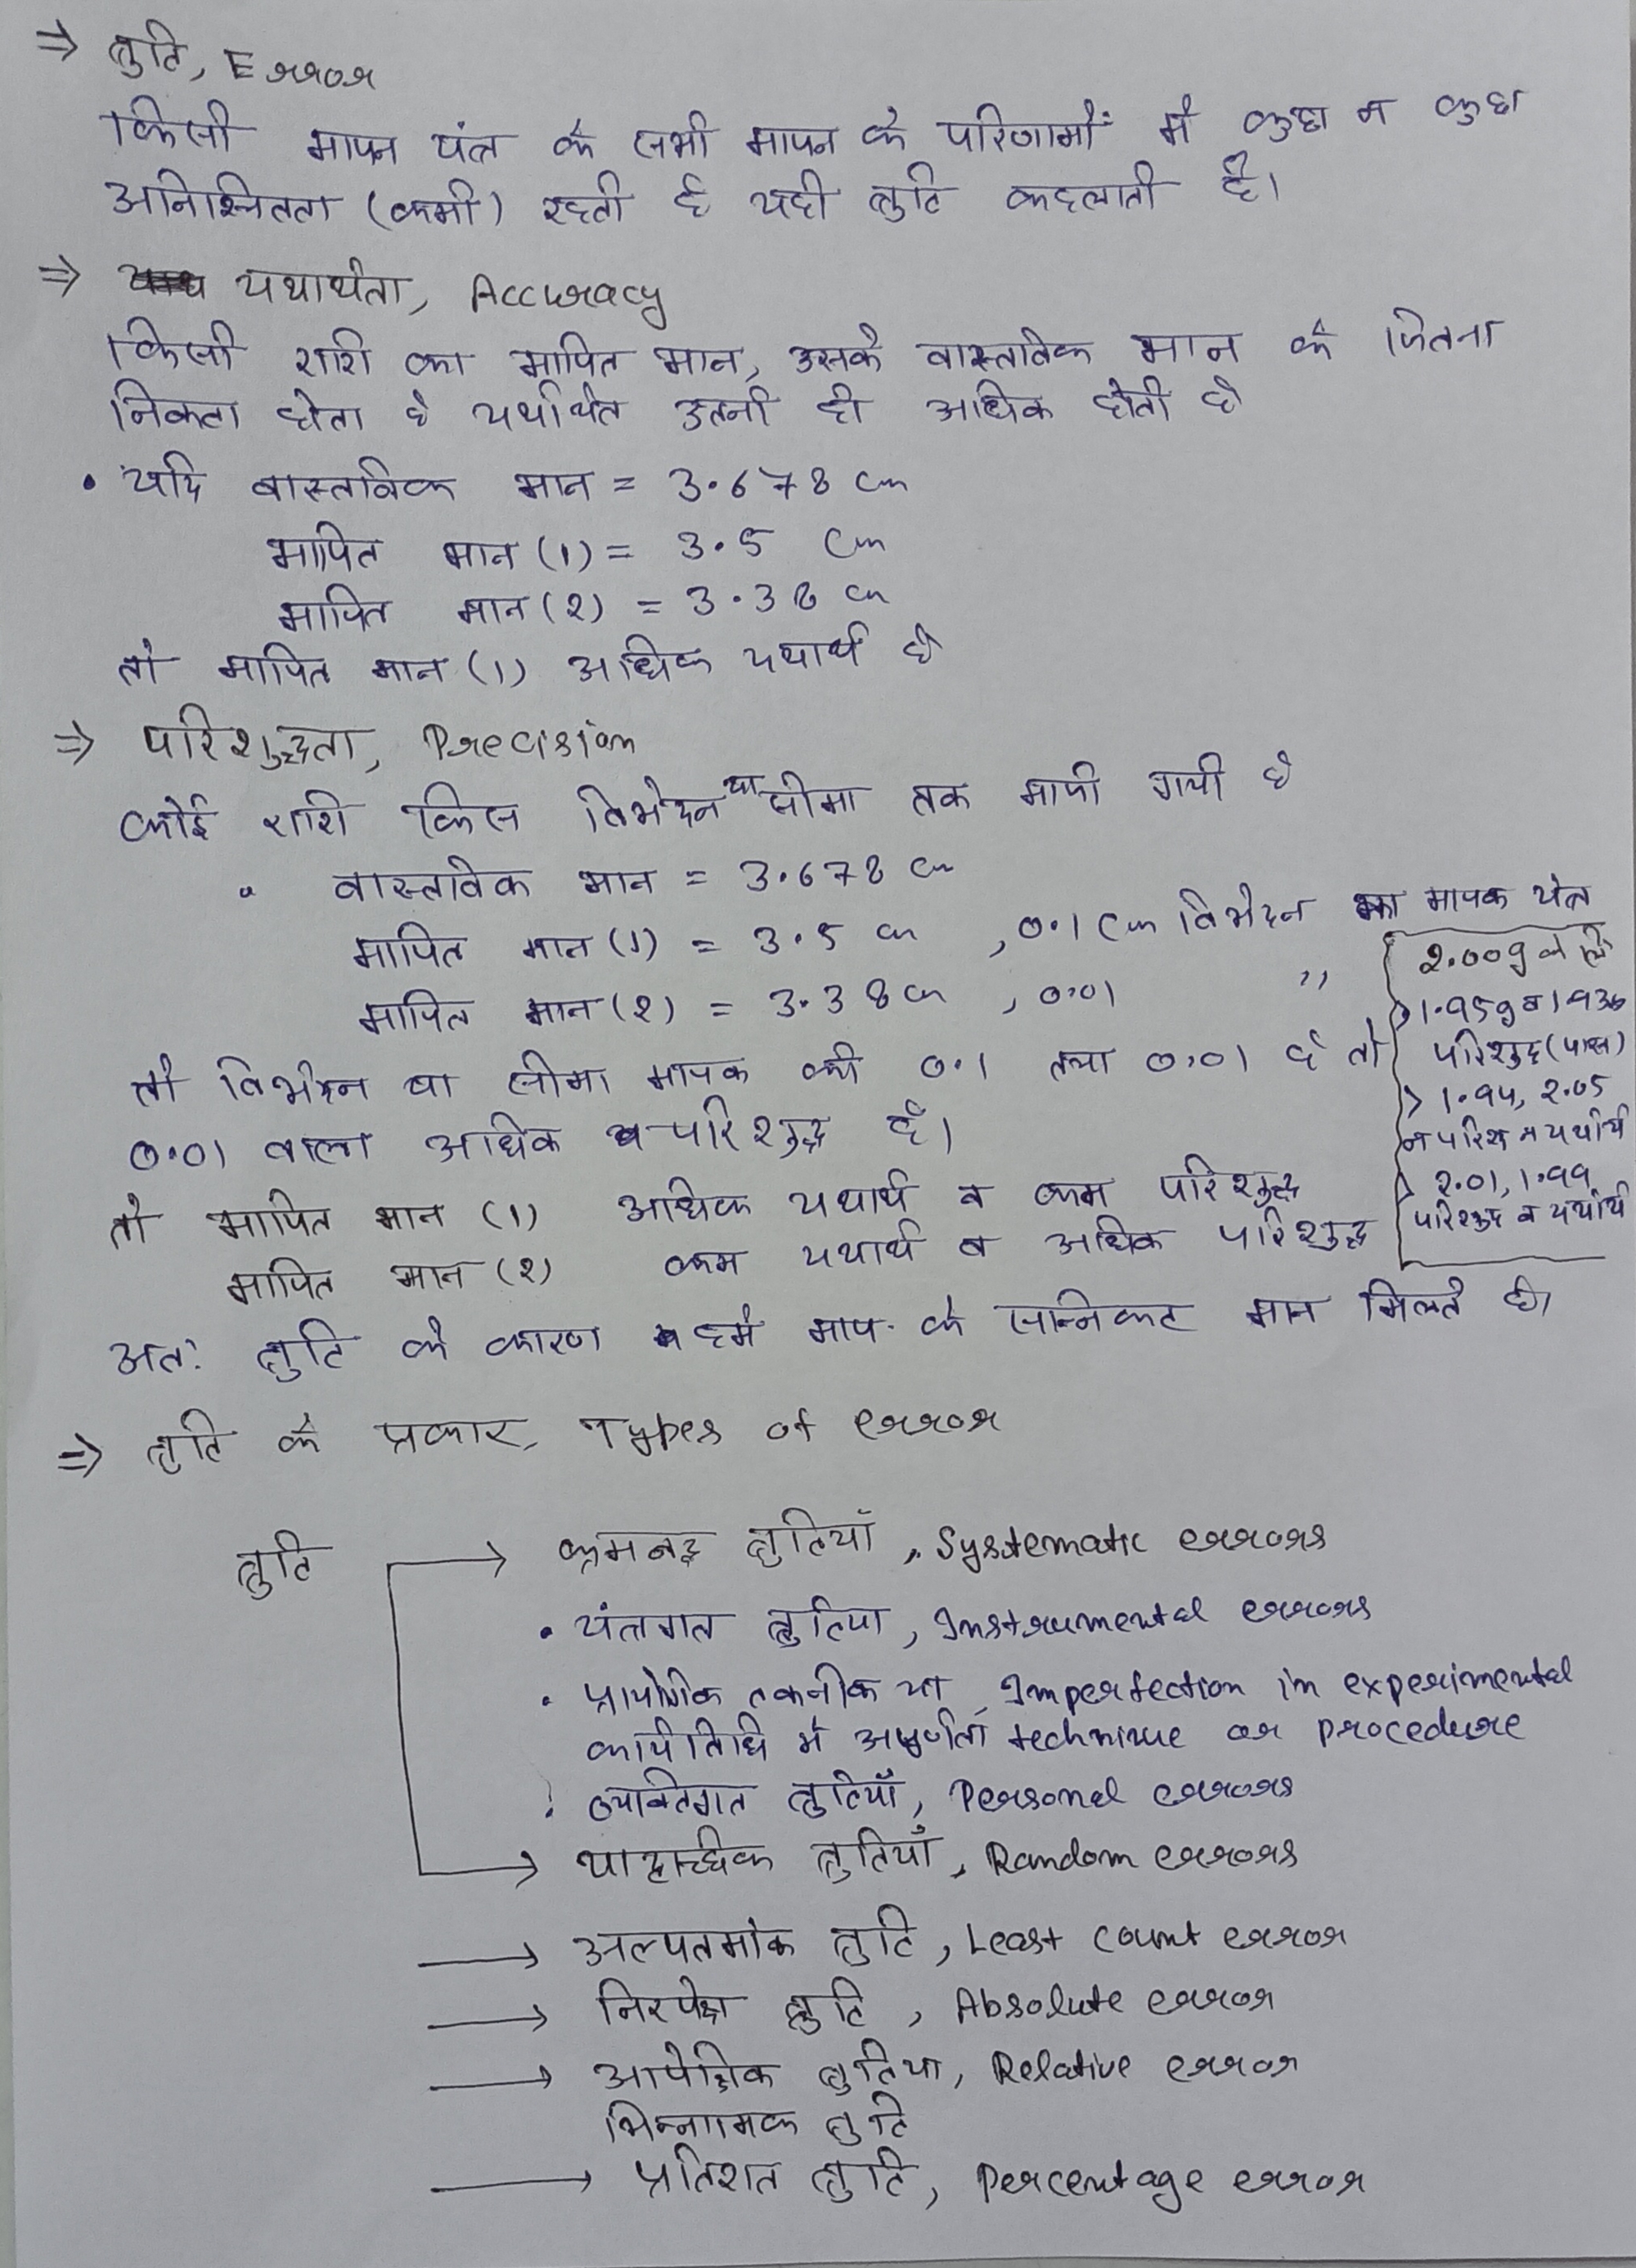 ⇒ त्रुटि, Error
किसी मापन यंत्र के सभी मापन के परिणामों में कुछ न कुछ
अनिश्चितता (कमी) रहती है यही त्रुटि कहलाती है।
⇒ यथार्थता, Accuracy
किसी राशि का मापित मान, उसके वास्तविक मान के जितना
निकट होता है यर्थाथत उतनी ही अधिक होती है
• यदि वास्तविक मान = 3.678 cm
मापित मान (1) = 3.5 cm
मापित मान (2) = 3.38 cm
तो मापित मान (1) अधिक यथार्थ है
⇒ परिशुद्धता, Precision
कोई राशि किस विभेदन या सीमा तक मापी गयी है
• वास्तविक मान = 3.678 cm
मापित मान (1) = 3.5 cm , 0.1 cm विभेदन का मापक यंत्र
मापित मान (2) = 3.38 cm , 0.01 ,,
तो विभेदन या सीमा मापक की 0.1 तथा 0.01 है तो
0.01 वाला अधिक परिशुद्ध है।
तो मापित मान (1) अधिक यथार्थ व कम परिशुद्ध
मापित मान (2) कम यथार्थ व अधिक परिशुद्ध
अतः त्रुटि के कारण हमें माप के सन्निकट मान मिलते है।
2.00g
1.95g व 1.93
परिशुद्ध (पास)
> 1.94, 2.05
न परिशु न यर्थाथ
> 2.01, 1.99
परिशुद्ध व यर्थाथ
⇒ त्रुटि के प्रकार, Types of error
त्रुटि → क्रमबद्ध त्रुटियाँ, Systematic errors
• यंत्रगत त्रुटिया, Instrumental errors
• प्रायोगिक तकनीक या, Imperfection in experimental
कार्यविधि में अपूर्णता technique or procedure
• व्यक्तिगत त्रुटियाँ, Personal errors
→ यादृच्छिक त्रुटियाँ, Random errors
→ अल्पतमांक त्रुटि, Least count error
→ निरपेक्ष त्रुटि, Absolute error
→ आपेक्षिक त्रुटिया, Relative error
भिन्नात्मक त्रुटि
→ प्रतिशत त्रुटि, Percentage error